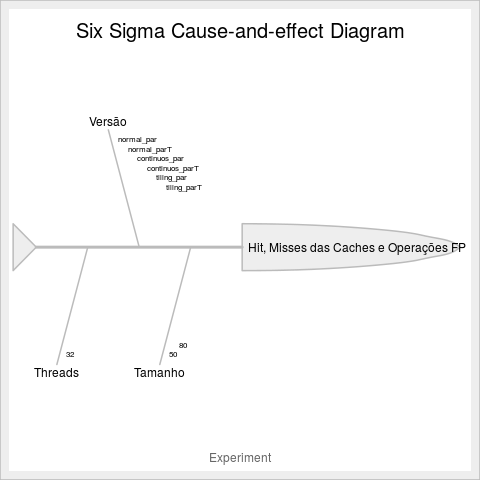 Six Sigma Cause-and-effect Diagram
Versão
normal_par
normal_parT
continuos_par
continuos_parT
tiling_par
tiling_parT
Hit, Misses das Caches e Operações FP
80
32
50
Threads
Tamanho
Experiment